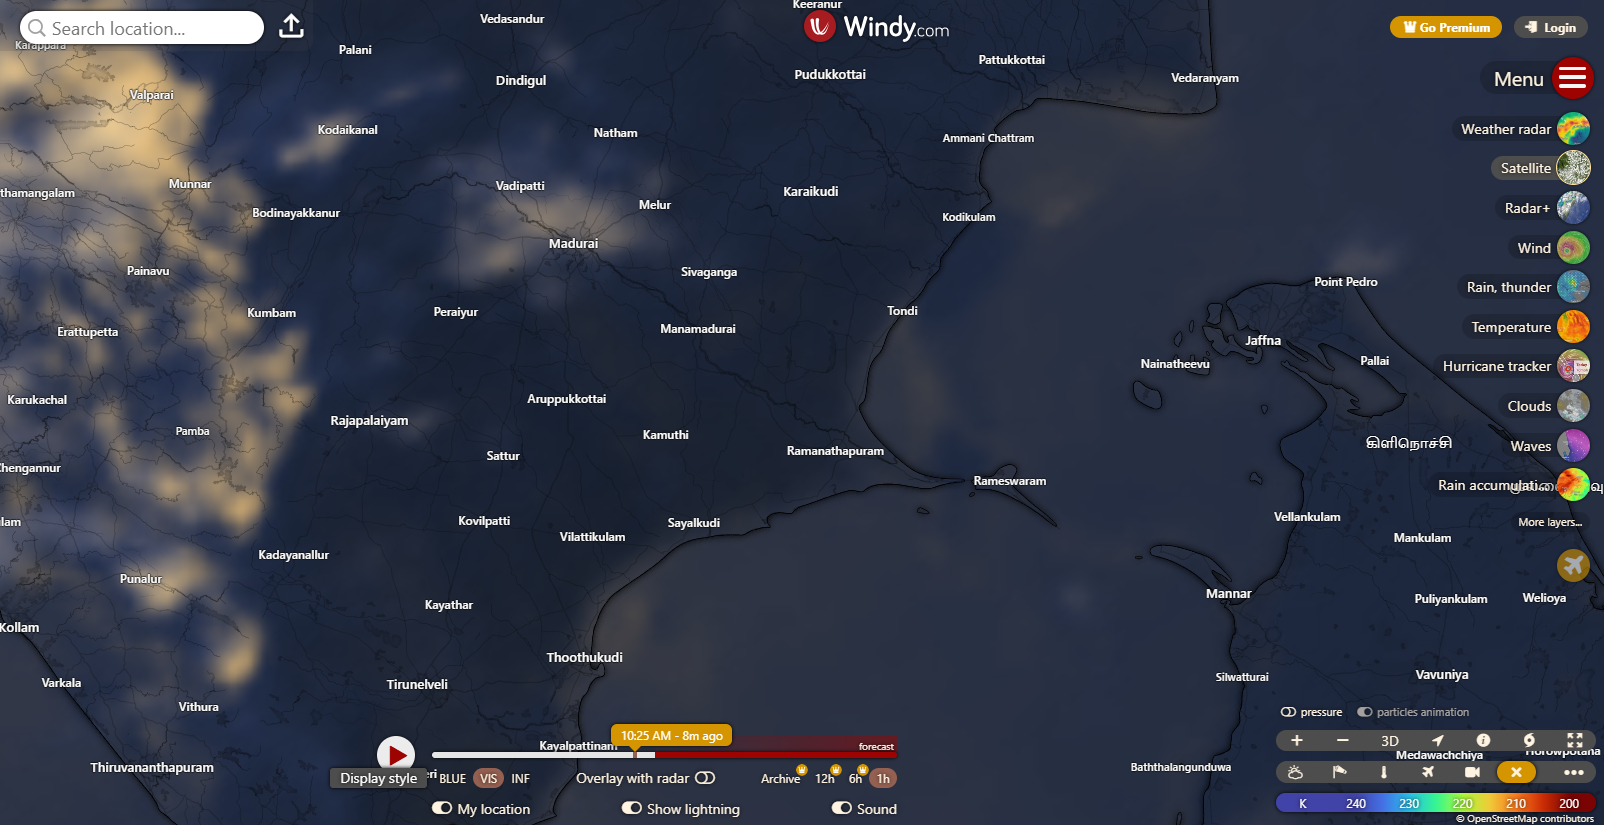 Search location...
Windy.com
Go Premium
Login
Menu
Weather radar
Satellite
Radar+
Wind
Rain, thunder
Temperature
Hurricane tracker
Clouds
Waves
Rain accumulati...
More layers...
Keeranur
Vedasandur
Karappara
Palani
Pattukkottai
Pudukkottai
Dindigul
Vedaranyam
Valparai
Kodaikanal
Natham
Ammani Chattram
Munnar
Vadipatti
thamangalam
Karaikudi
Melur
Bodinayakkanur
Kodikulam
Madurai
Painavu
Sivaganga
Point Pedro
Kumbam
Peraiyur
Tondi
Erattupetta
Manamadurai
Jaffna
Nainatheevu
Pallai
Karukachal
Aruppukkottai
Rajapalaiyam
Pamba
Kamuthi
கிளிநொச்சி
Sattur
Ramanathapuram
Chengannur
Rameswaram
Vellankulam
lam
Kovilpatti
Sayalkudi
Vilattikulam
Mankulam
Kadayanallur
Punalur
Mannar
Kayathar
Puliyankulam
Welioya
Kollam
Thoothukudi
Vavuniya
Silwatturai
Varkala
Tirunelveli
Vithura
Kayalpattinam
Thiruvananthapuram
Baththalangunduwa
Medawachchiya
Horowpotana
10:25 AM - 8m ago
forecast
Display style
BLUE
VIS
INF
Overlay with radar
Archive
12h
6h
1h
My location
Show lightning
Sound
pressure
particles animation
3D
K 240 230 220 210 200
© OpenStreetMap contributors